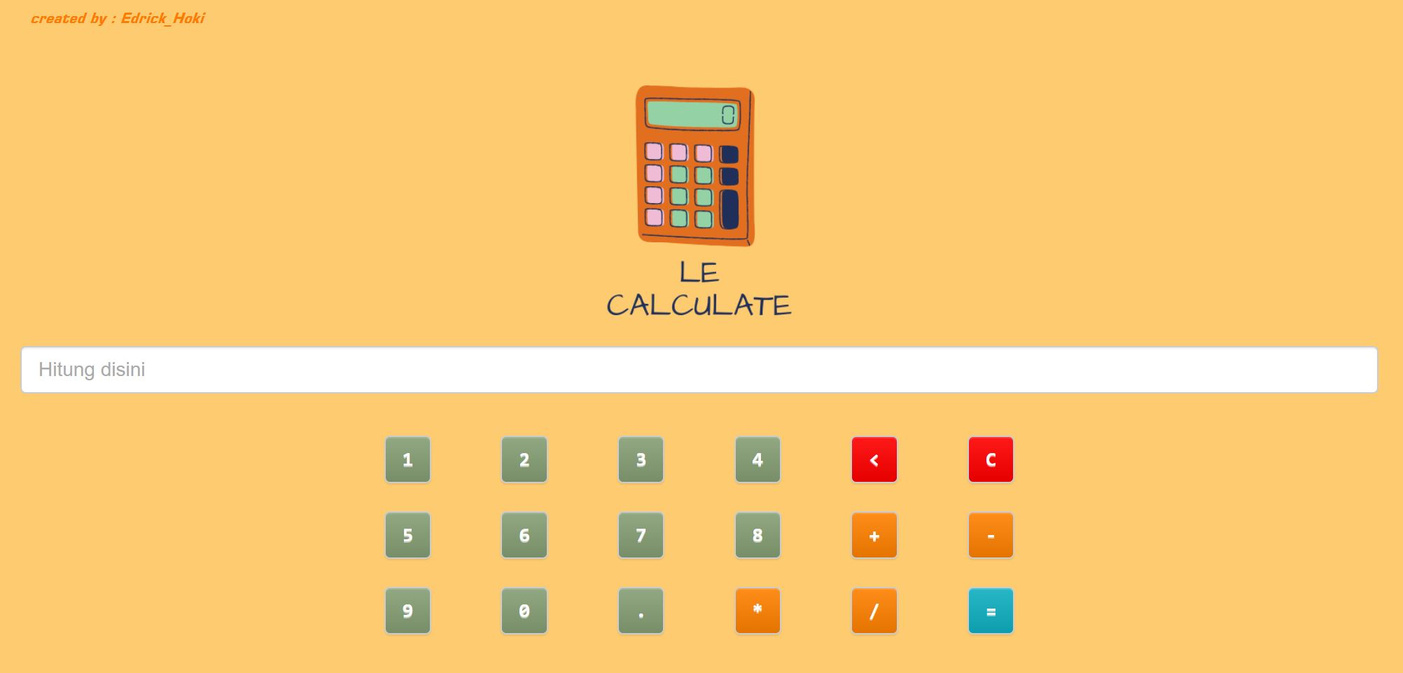 created by : Edrick_Hoki
0
LE
CALCULATE
Hitung disini
1 2 3 4 < C
5 6 7 8 + -
9 0 . * / =